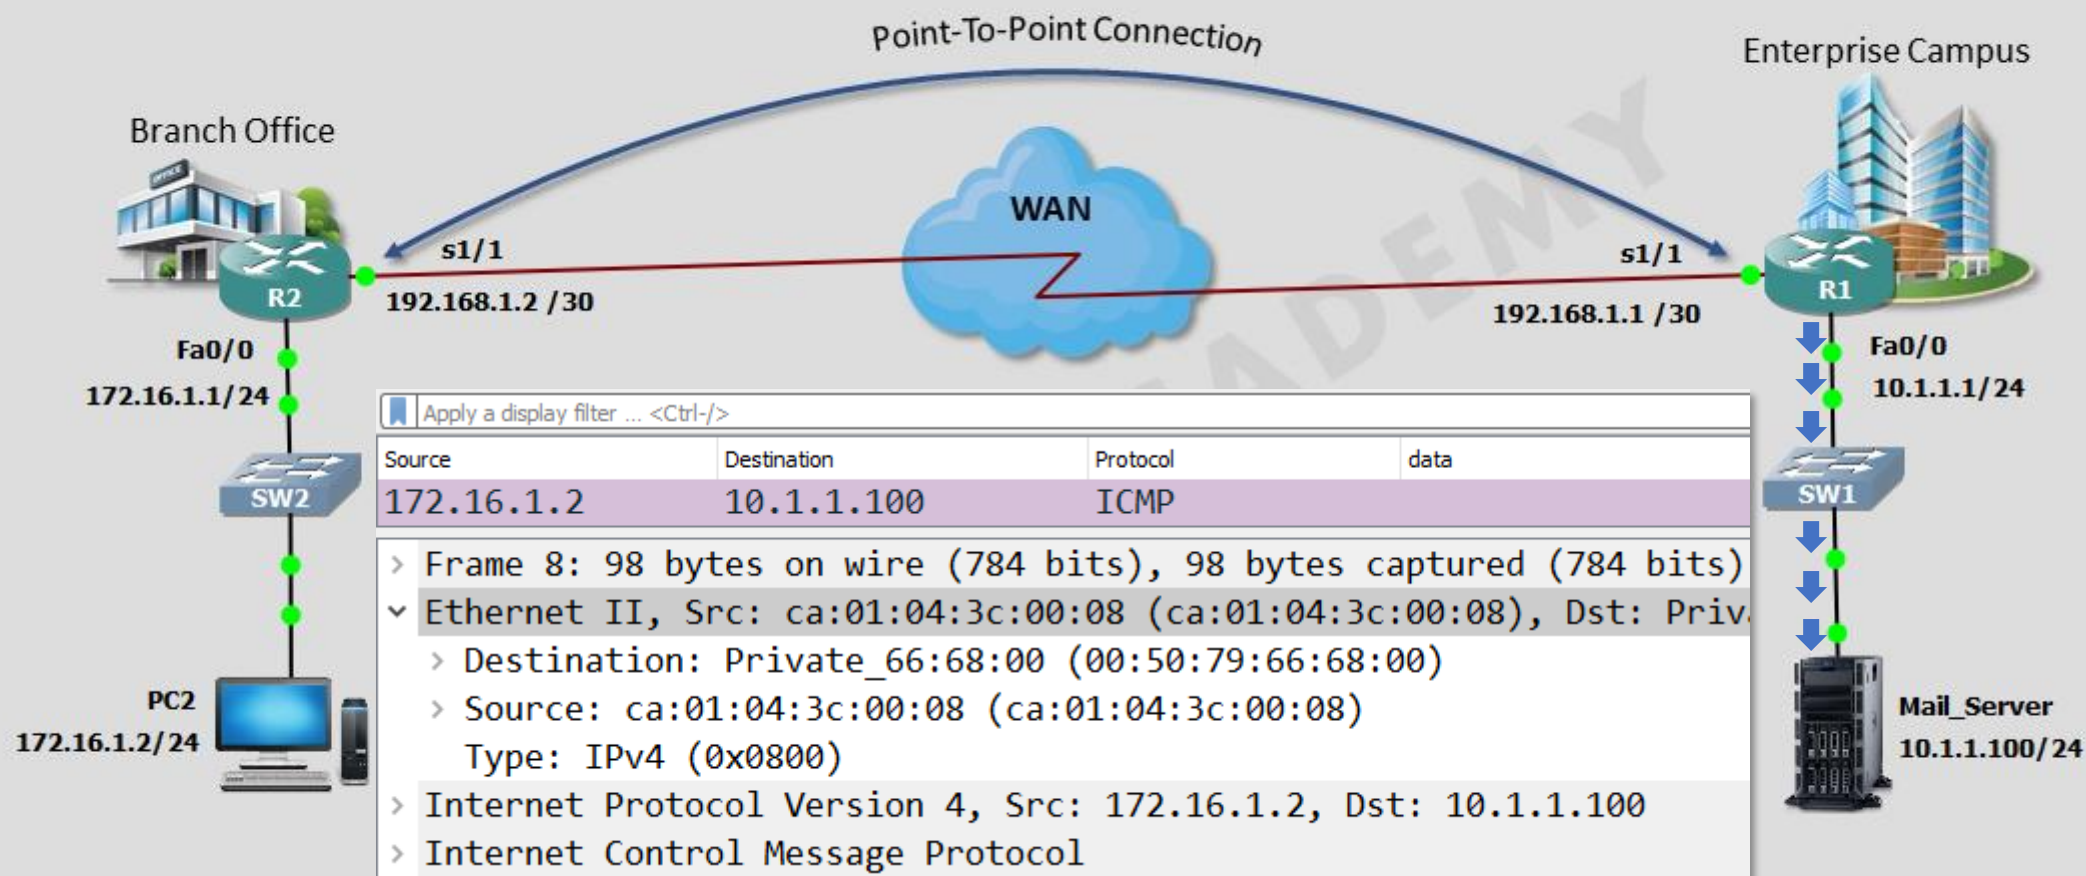 Point-To-Point Connection
Enterprise Campus
Branch Office
OFFICE
WAN
s1/1
s1/1
R2
R1
192.168.1.2 /30
192.168.1.1 /30
Fa0/0
172.16.1.1/24
Fa0/0
10.1.1.1/24
ADEMY
Apply a display filter ... <Ctrl-/>
Source Destination Protocol data
172.16.1.2 10.1.1.100 ICMP
SW2
SW1
> Frame 8: 98 bytes on wire (784 bits), 98 bytes captured (784 bits)
Ethernet II, Src: ca:01:04:3c:00:08 (ca:01:04:3c:00:08), Dst: Priv
> Destination: Private_66:68:00 (00:50:79:66:68:00)
> Source: ca:01:04:3c:00:08 (ca:01:04:3c:00:08)
Type: IPv4 (0x0800)
> Internet Protocol Version 4, Src: 172.16.1.2, Dst: 10.1.1.100
> Internet Control Message Protocol
PC2
172.16.1.2/24
Mail_Server
10.1.1.100/24